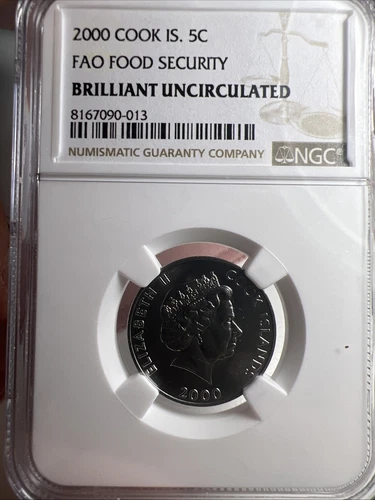 2000 COOK IS. 5C
FAO FOOD SECURITY
BRILLIANT UNCIRCULATED
8167090-013
NUMISMATIC GUARANTY COMPANY NGC
ELIZABETH II COOK ISLANDS
2000